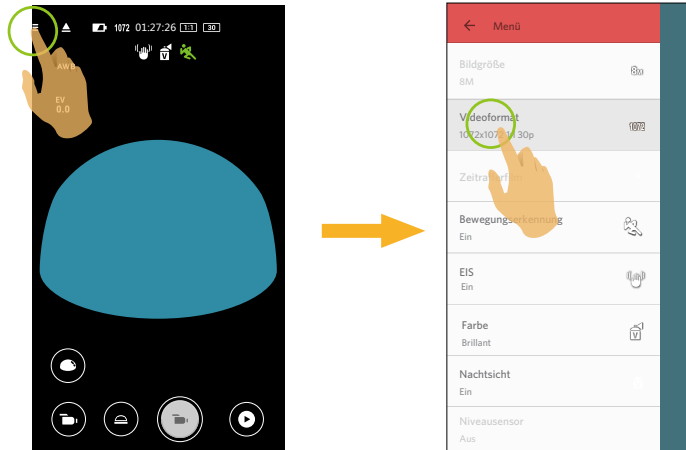 1072 01:27:26 1:1 30
V
AWB
EV
0.0
Menü
Bildgröße
8M
8M
Videoformat
1072x1072 30p
1072
Bewegungserkennung
Ein
EIS
Ein
Farbe
Brillant
V
Nachtsicht
Ein
Niveausensor
Aus